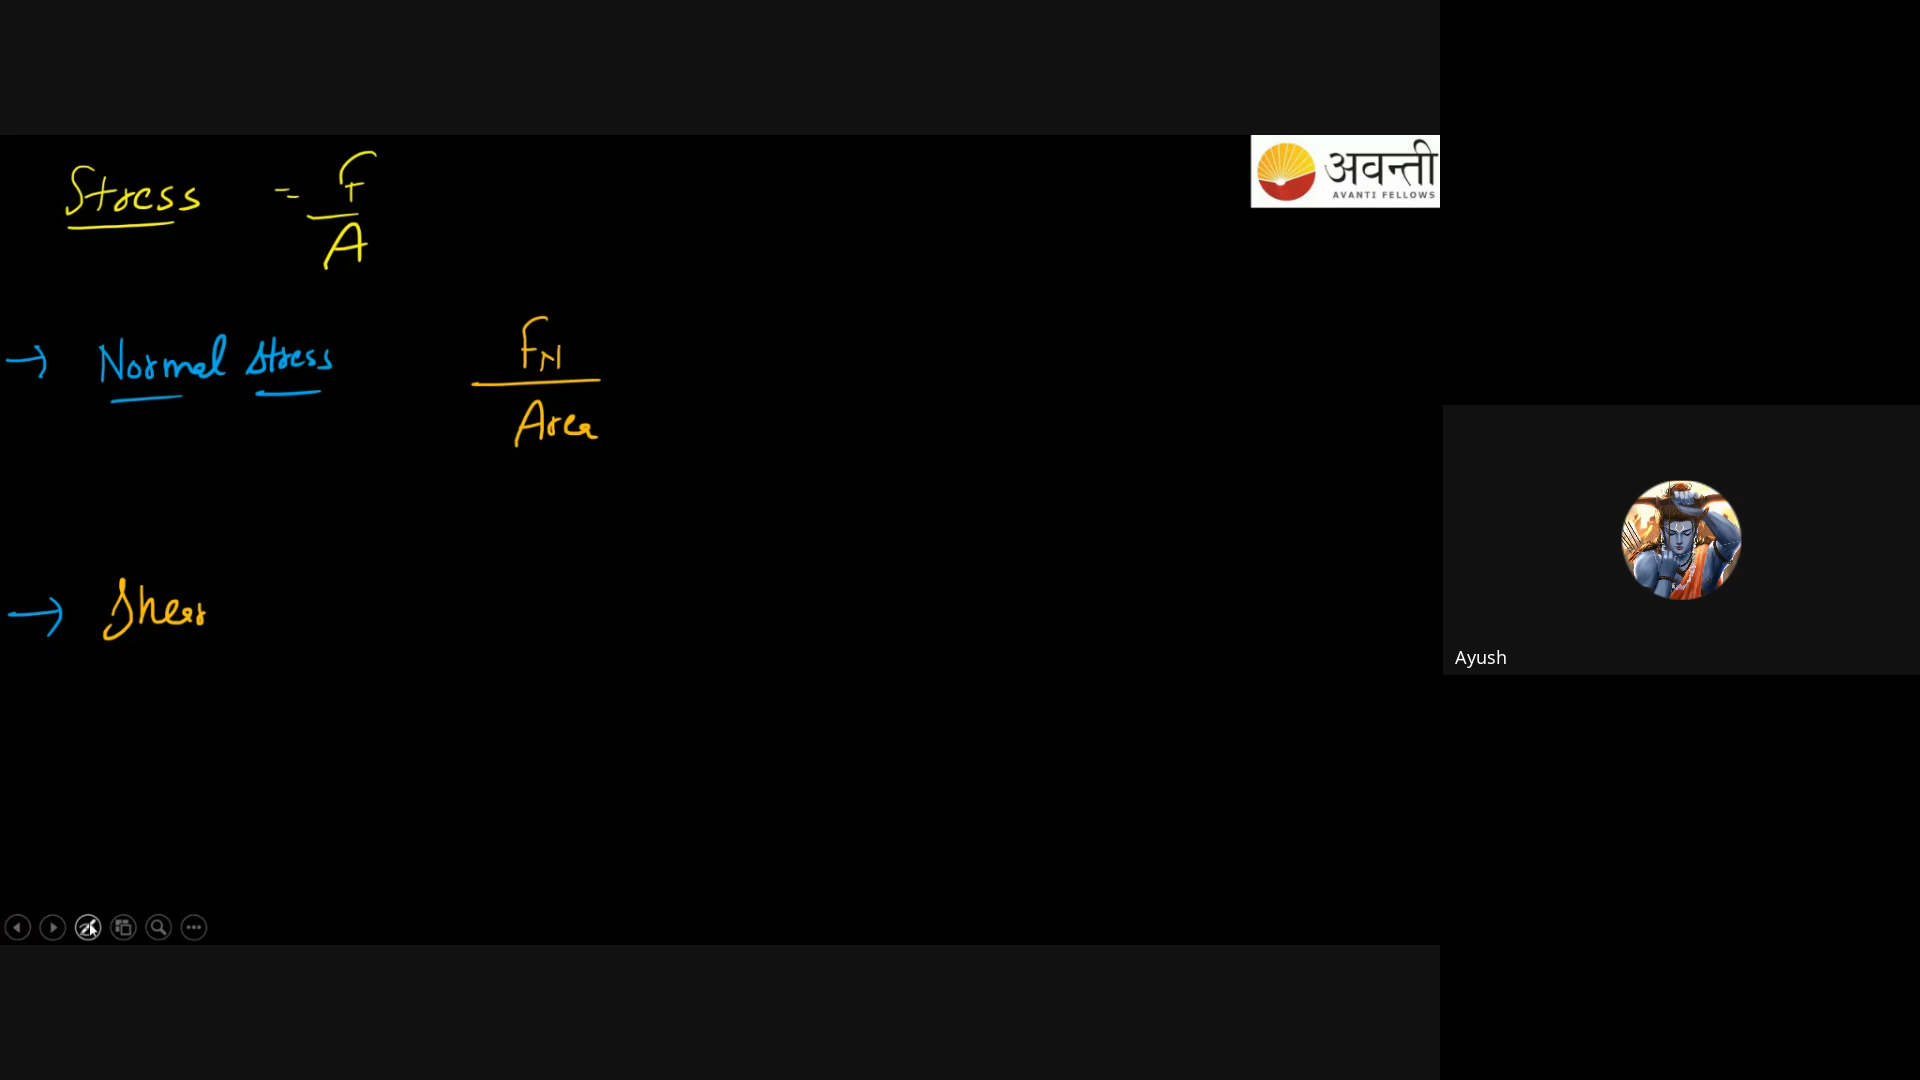 Stress = F/A
अवन्ती
AVANTI FELLOWS
→ Normal stress F_N/Area
→ Shear
Ayush